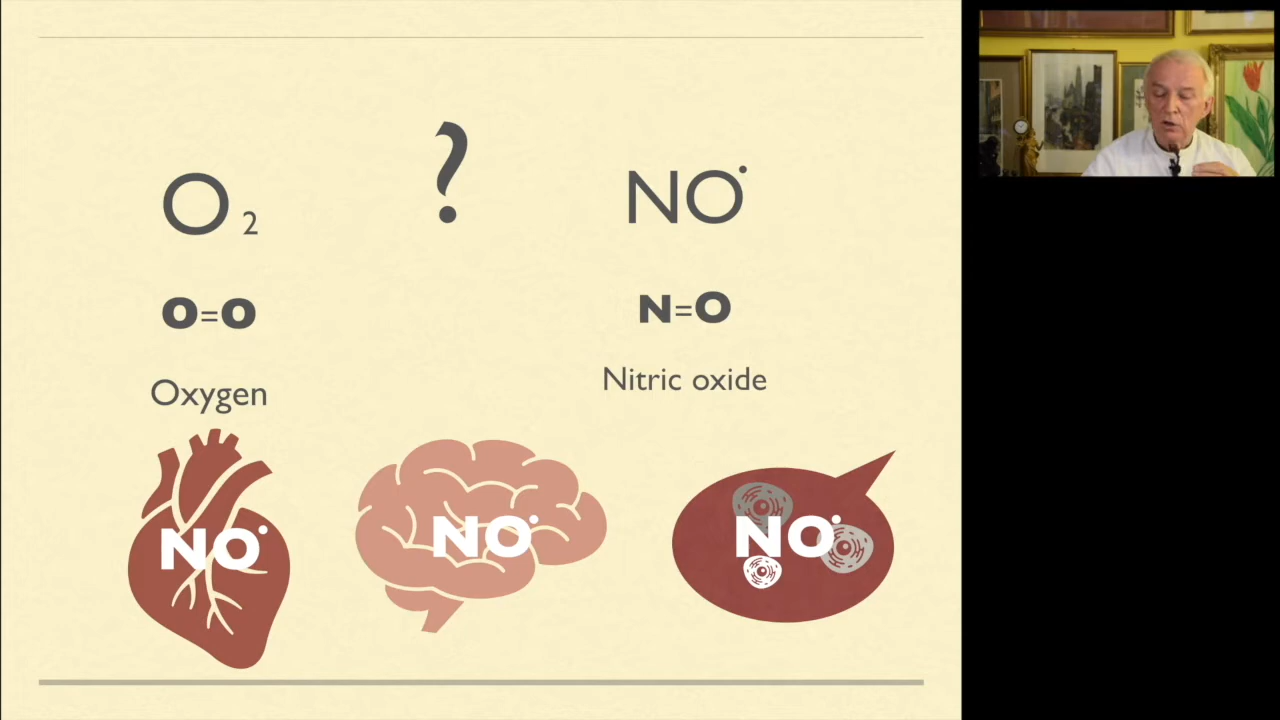 O₂ ? NO•
O=O N=O
Oxygen Nitric oxide
NO• NO• NO•